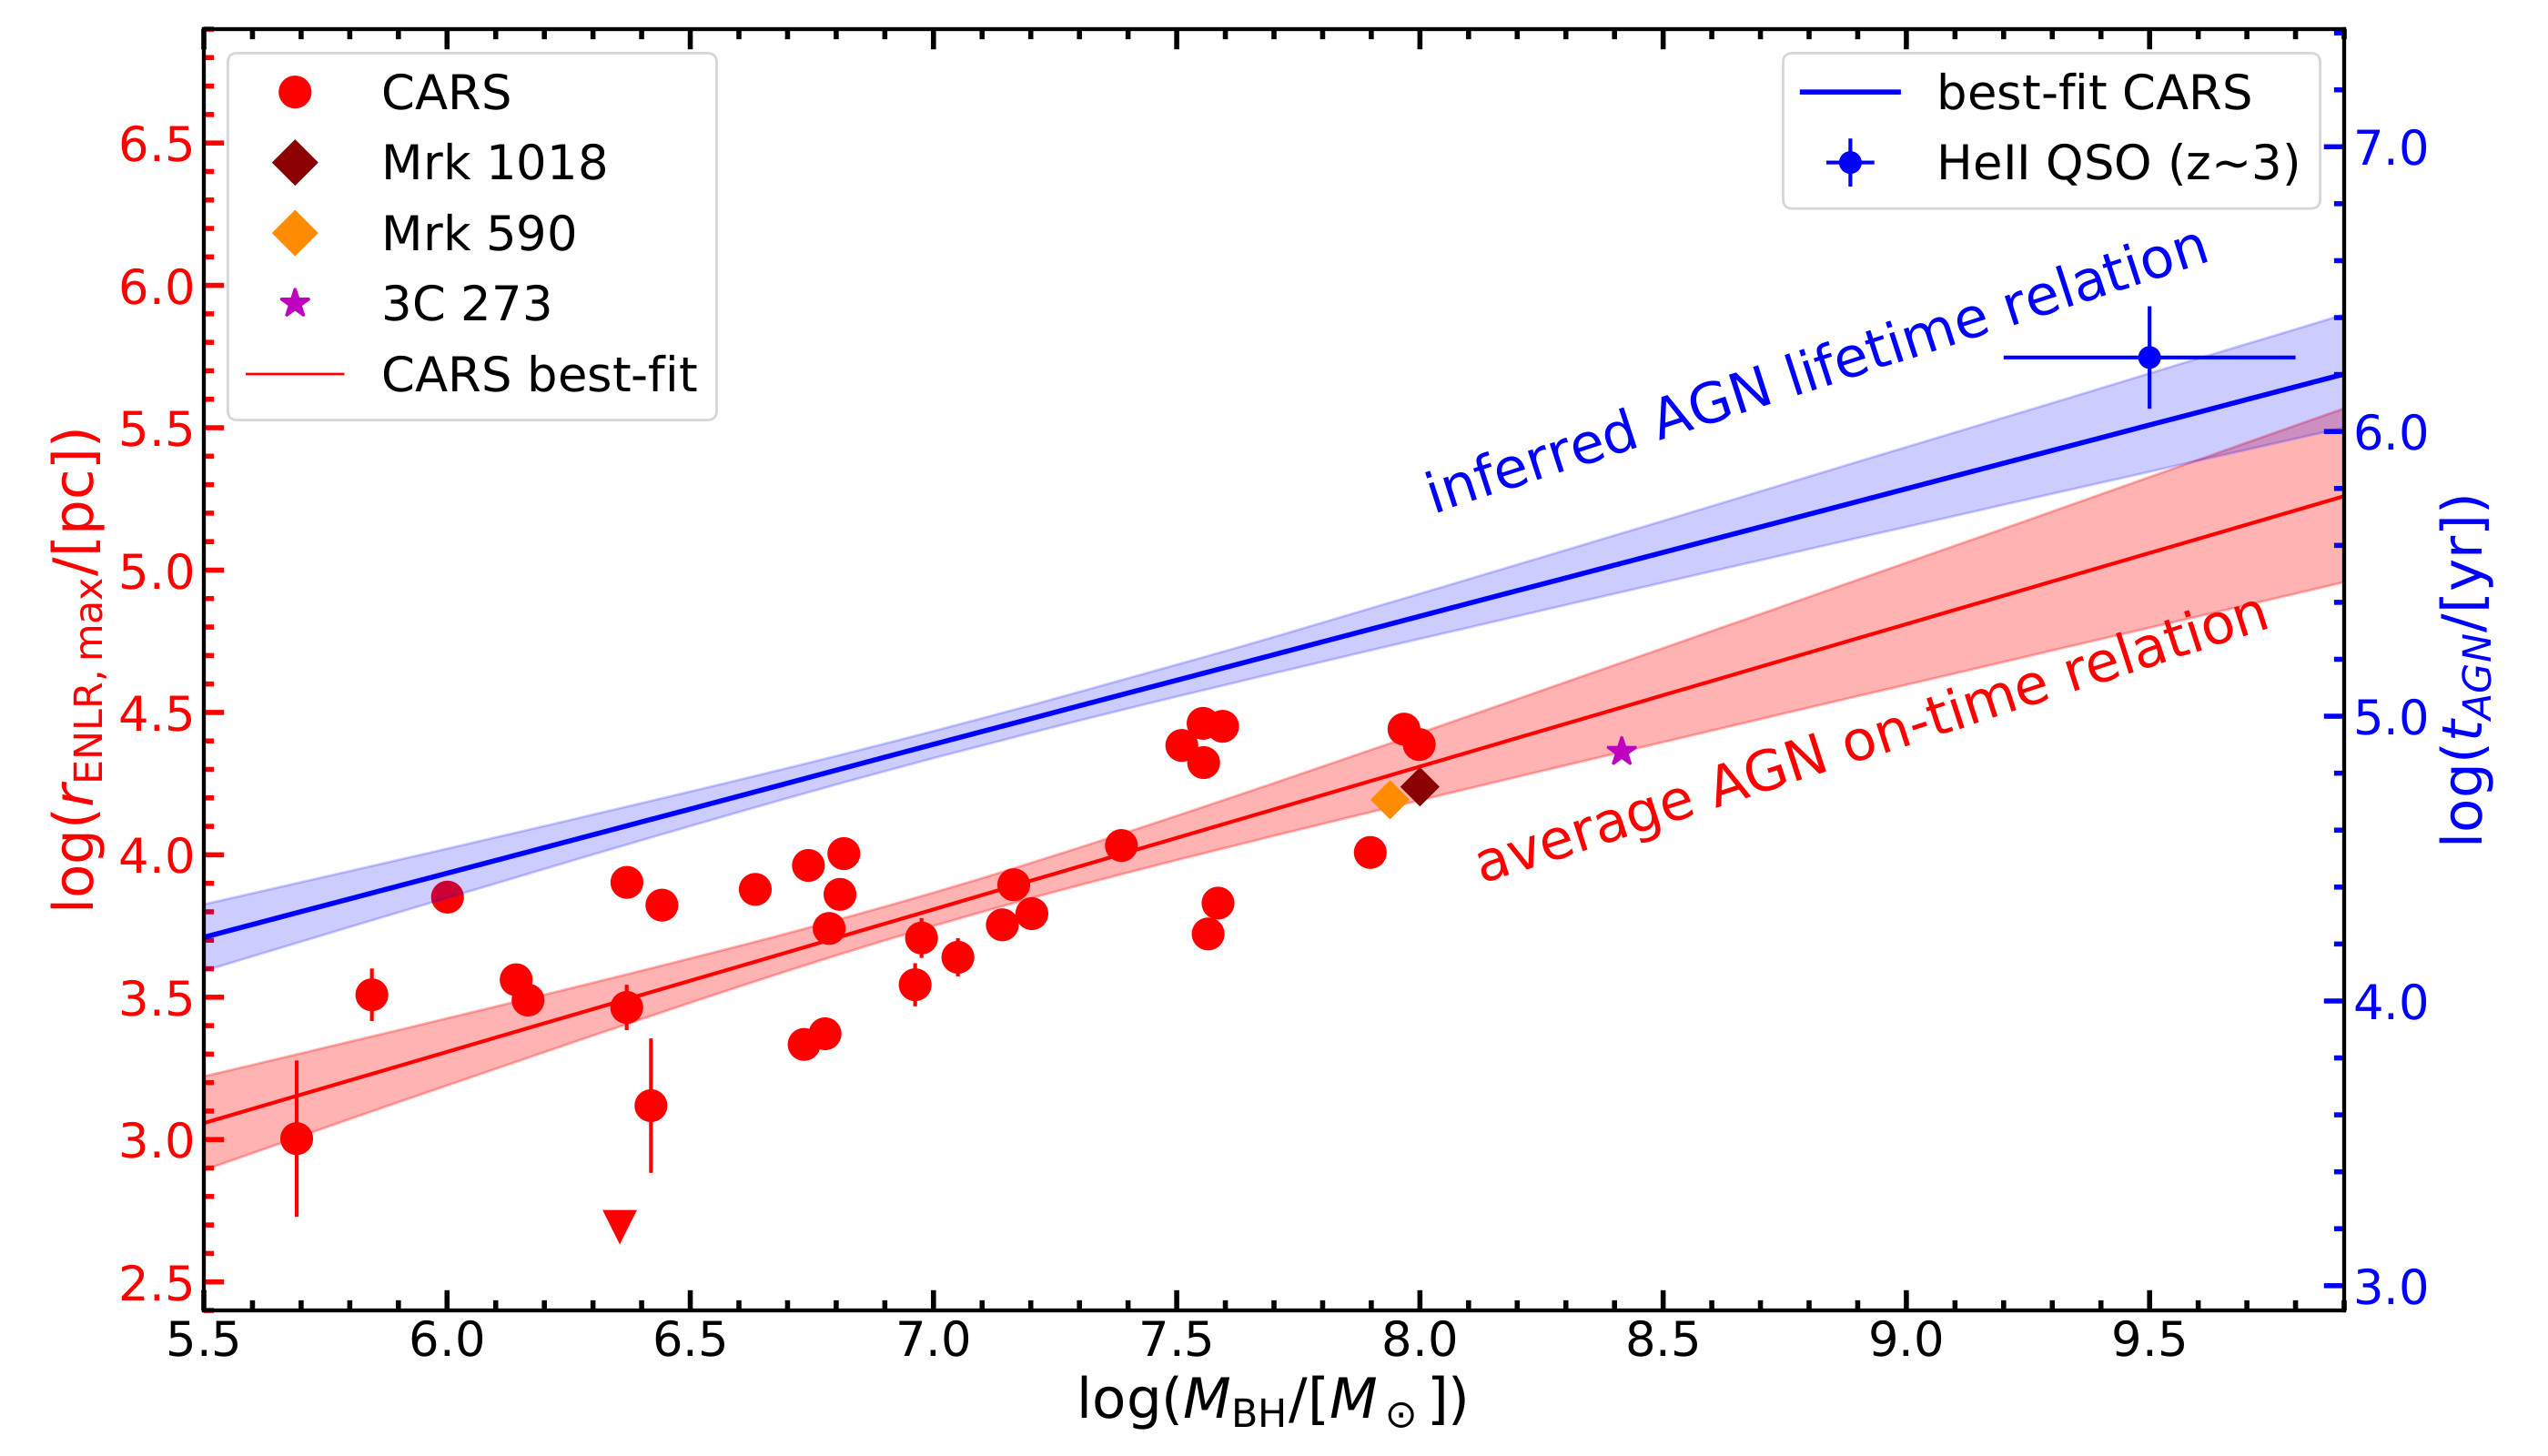 CARS
Mrk 1018
Mrk 590
3C 273
CARS best-fit
best-fit CARS
HeII QSO (z~3)
inferred AGN lifetime relation
average AGN on-time relation
log(r_ENLR, max/[pc])
6.5
6.0
5.5
5.0
4.5
4.0
3.5
3.0
2.5
log(t_AGN/[yr])
7.0
6.0
5.0
4.0
3.0
5.5 6.0 6.5 7.0 7.5 8.0 8.5 9.0 9.5
log(M_BH/[M_⊙])